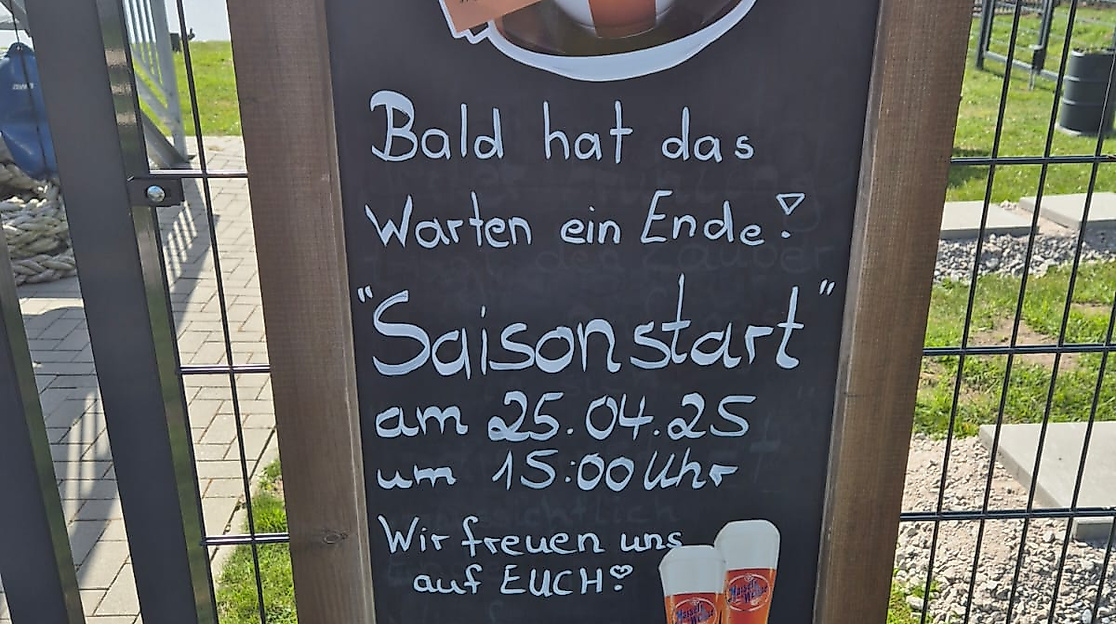 Bald hat das
Warten ein Ende!
"Saisonstart"
am 25.04.25
um 15:00 Uhr
Wir freuen uns
auf EUCH!